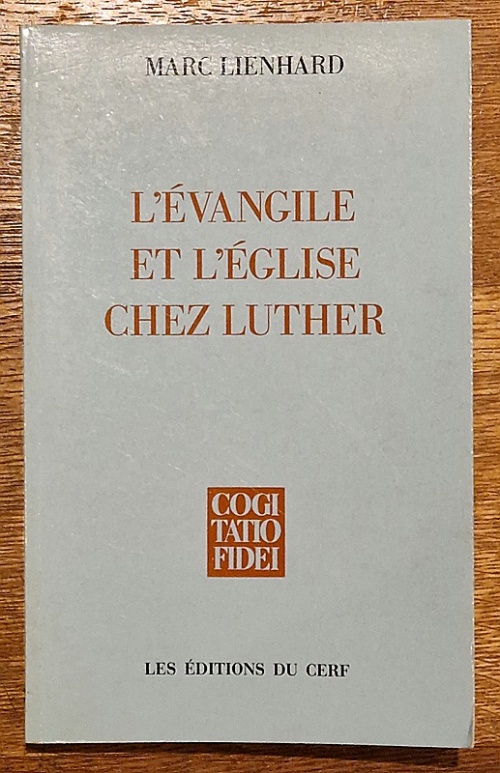 MARC LIENHARD
L'ÉVANGILE
ET L'ÉGLISE
CHEZ LUTHER
COGI
TATIO
FIDEI
LES ÉDITIONS DU CERF